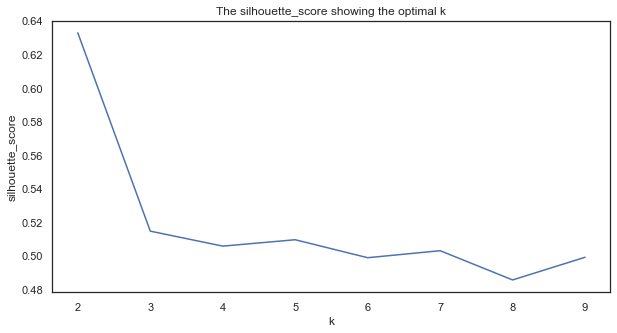 The silhouette_score showing the optimal k
0.64
0.62
0.60
0.58
0.56
0.54
0.52
0.50
0.48
silhouette_score
2 3 4 5 6 7 8 9
k